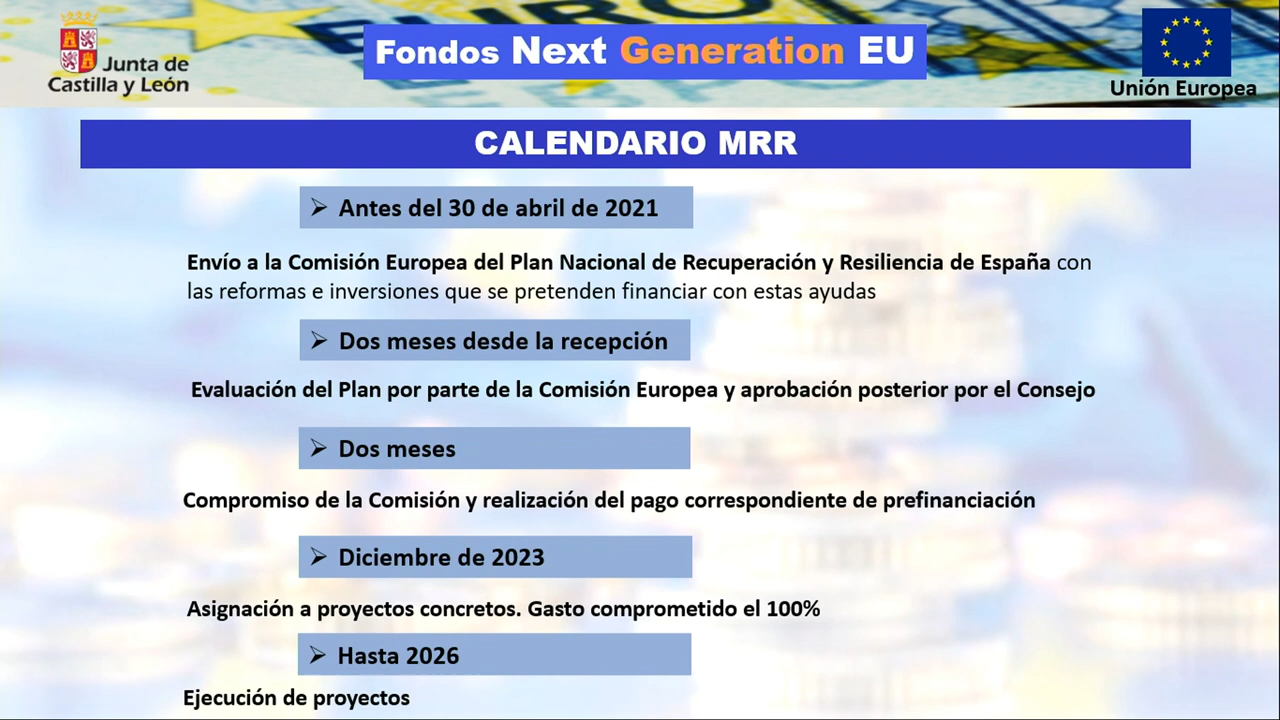 Junta de
Castilla y León
Fondos Next Generation EU
Unión Europea
CALENDARIO MRR
➢ Antes del 30 de abril de 2021
Envío a la Comisión Europea del Plan Nacional de Recuperación y Resiliencia de España con
las reformas e inversiones que se pretenden financiar con estas ayudas
➢ Dos meses desde la recepción
Evaluación del Plan por parte de la Comisión Europea y aprobación posterior por el Consejo
➢ Dos meses
Compromiso de la Comisión y realización del pago correspondiente de prefinanciación
➢ Diciembre de 2023
Asignación a proyectos concretos. Gasto comprometido el 100%
➢ Hasta 2026
Ejecución de proyectos